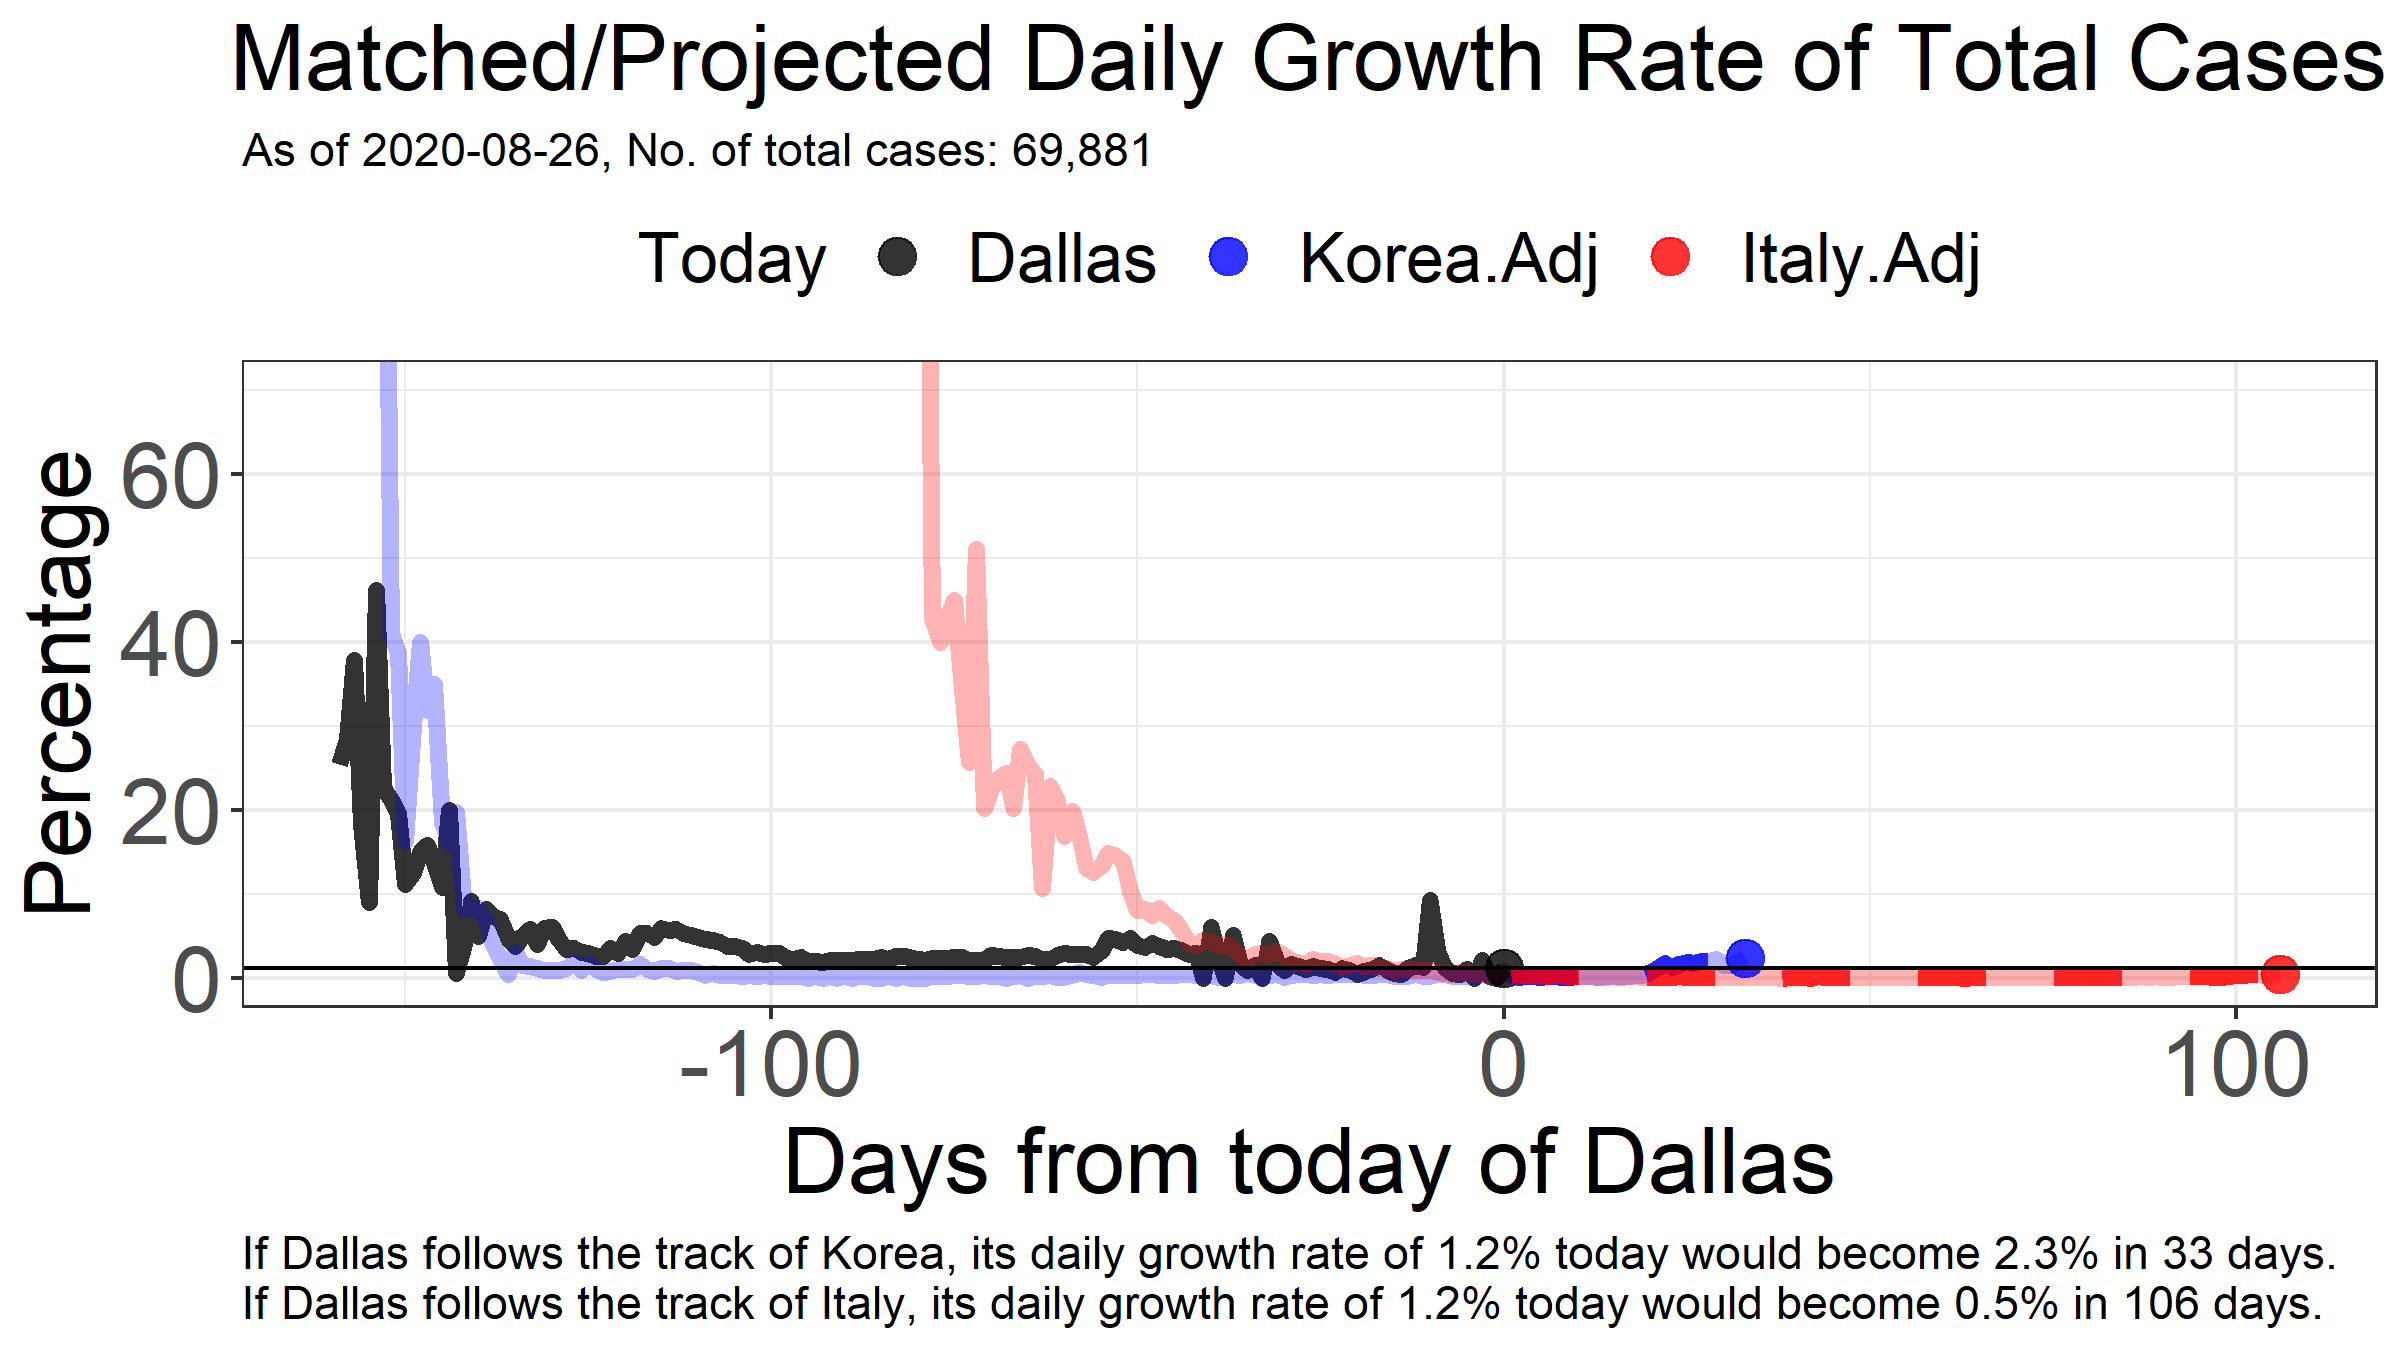 Matched/Projected Daily Growth Rate of Total Cases
As of 2020-08-26, No. of total cases: 69,881
Today Dallas Korea.Adj Italy.Adj
Percentage
60
40
20
0
-100 0 100
Days from today of Dallas
If Dallas follows the track of Korea, its daily growth rate of 1.2% today would become 2.3% in 33 days.
If Dallas follows the track of Italy, its daily growth rate of 1.2% today would become 0.5% in 106 days.